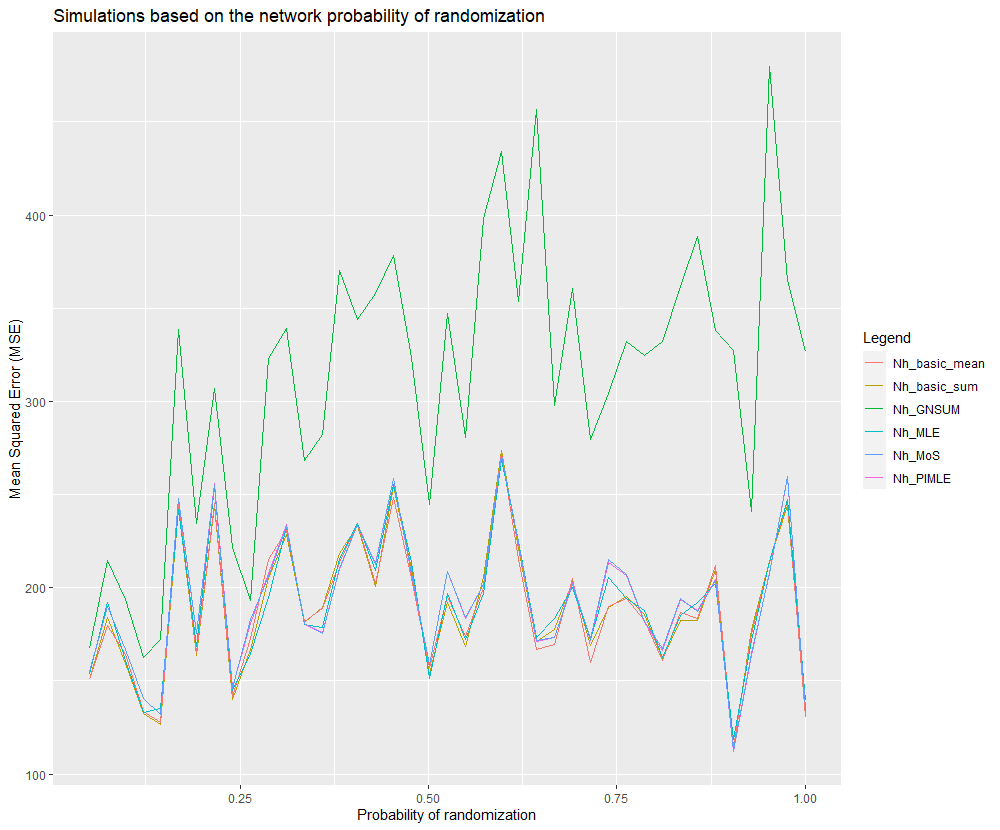 Simulations based on the network probability of randomization
Mean Squared Error (MSE)
400
300
200
100
0.25
0.50
0.75
1.00
Probability of randomization
Legend
Nh_basic_mean
Nh_basic_sum
Nh_GNSUM
Nh_MLE
Nh_MoS
Nh_PIMLE